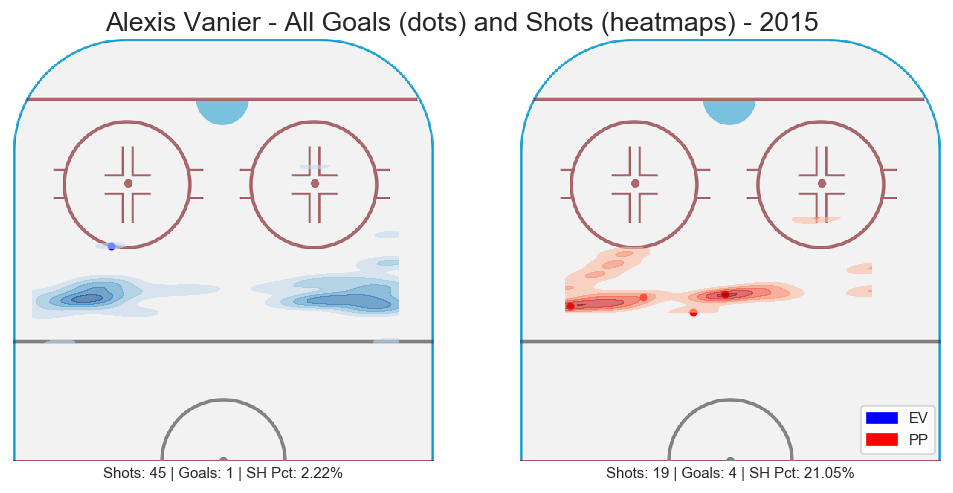 Alexis Vanier - All Goals (dots) and Shots (heatmaps) - 2015
EV
PP
Shots: 45 | Goals: 1 | SH Pct: 2.22%
Shots: 19 | Goals: 4 | SH Pct: 21.05%